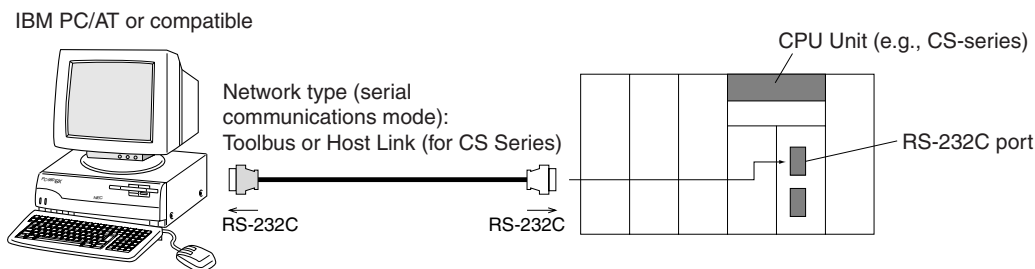 IBM PC/AT or compatible
CPU Unit (e.g., CS-series)
Network type (serial
communications mode):
Toolbus or Host Link (for CS Series)
RS-232C port
RS-232C
RS-232C